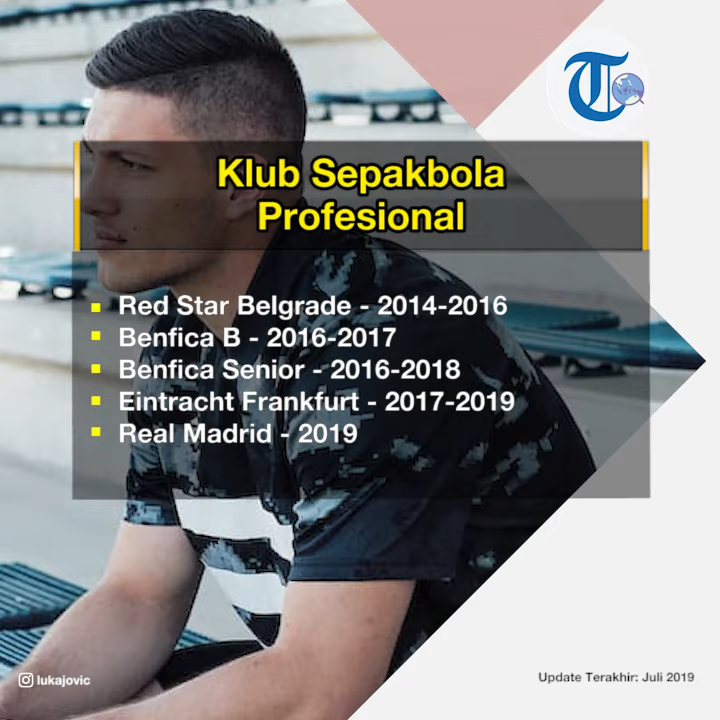 T
Klub Sepakbola
Profesional
Red Star Belgrade - 2014-2016
Benfica B - 2016-2017
Benfica Senior - 2016-2018
Eintracht Frankfurt - 2017-2019
Real Madrid - 2019
lukajovic
Update Terakhir: Juli 2019